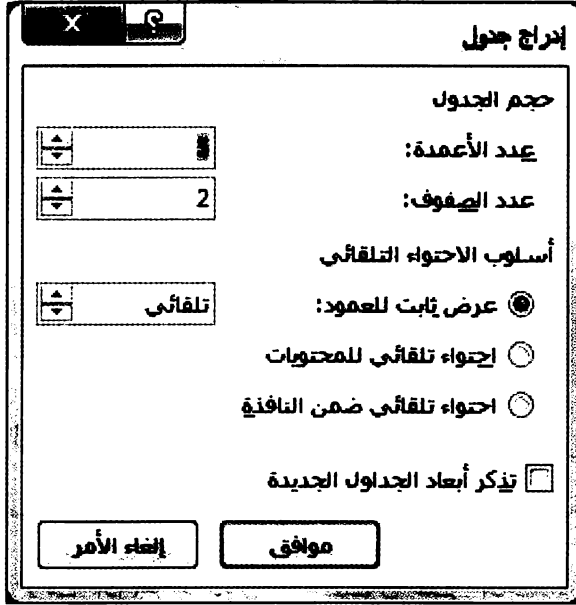 إدراج جدول
حجم الجدول
عدد الأعمدة:
عدد الصفوف: 2
أسلوب الاحتواء التلقائي
عرض ثابت للعمود: تلقائي
احتواء تلقائي للمحتويات
احتواء تلقائي ضمن النافذة
تذكر أبعاد الجداول الجديدة
موافق إلغاء الأمر